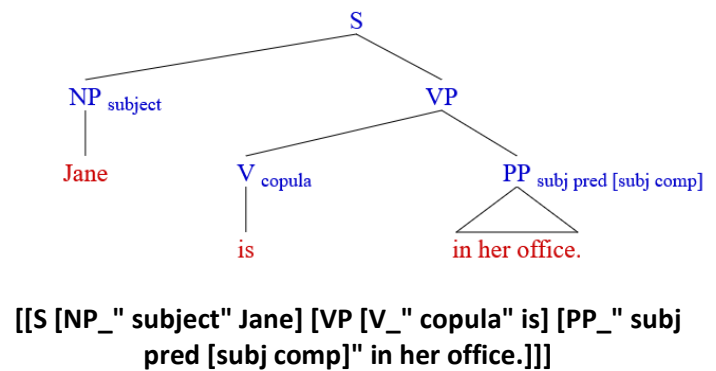 S
NP subject VP
Jane V copula PP subj pred [subj comp]
is in her office.
[[S [NP_" subject" Jane] [VP [V_" copula" is] [PP_" subj
pred [subj comp]" in her office.]]]